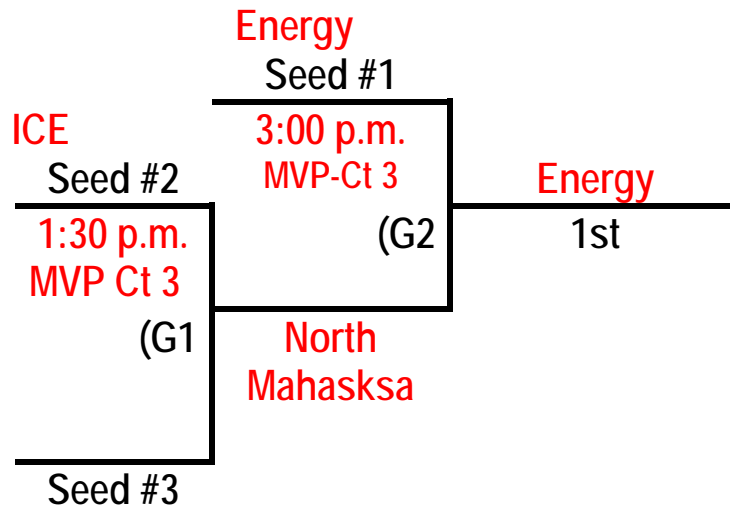 Energy
Seed #1
ICE
3:00 p.m.
Seed #2
MVP-Ct 3
Energy
1:30 p.m.
(G2
1st
MVP Ct 3
(G1
North
Mahasksa
Seed #3